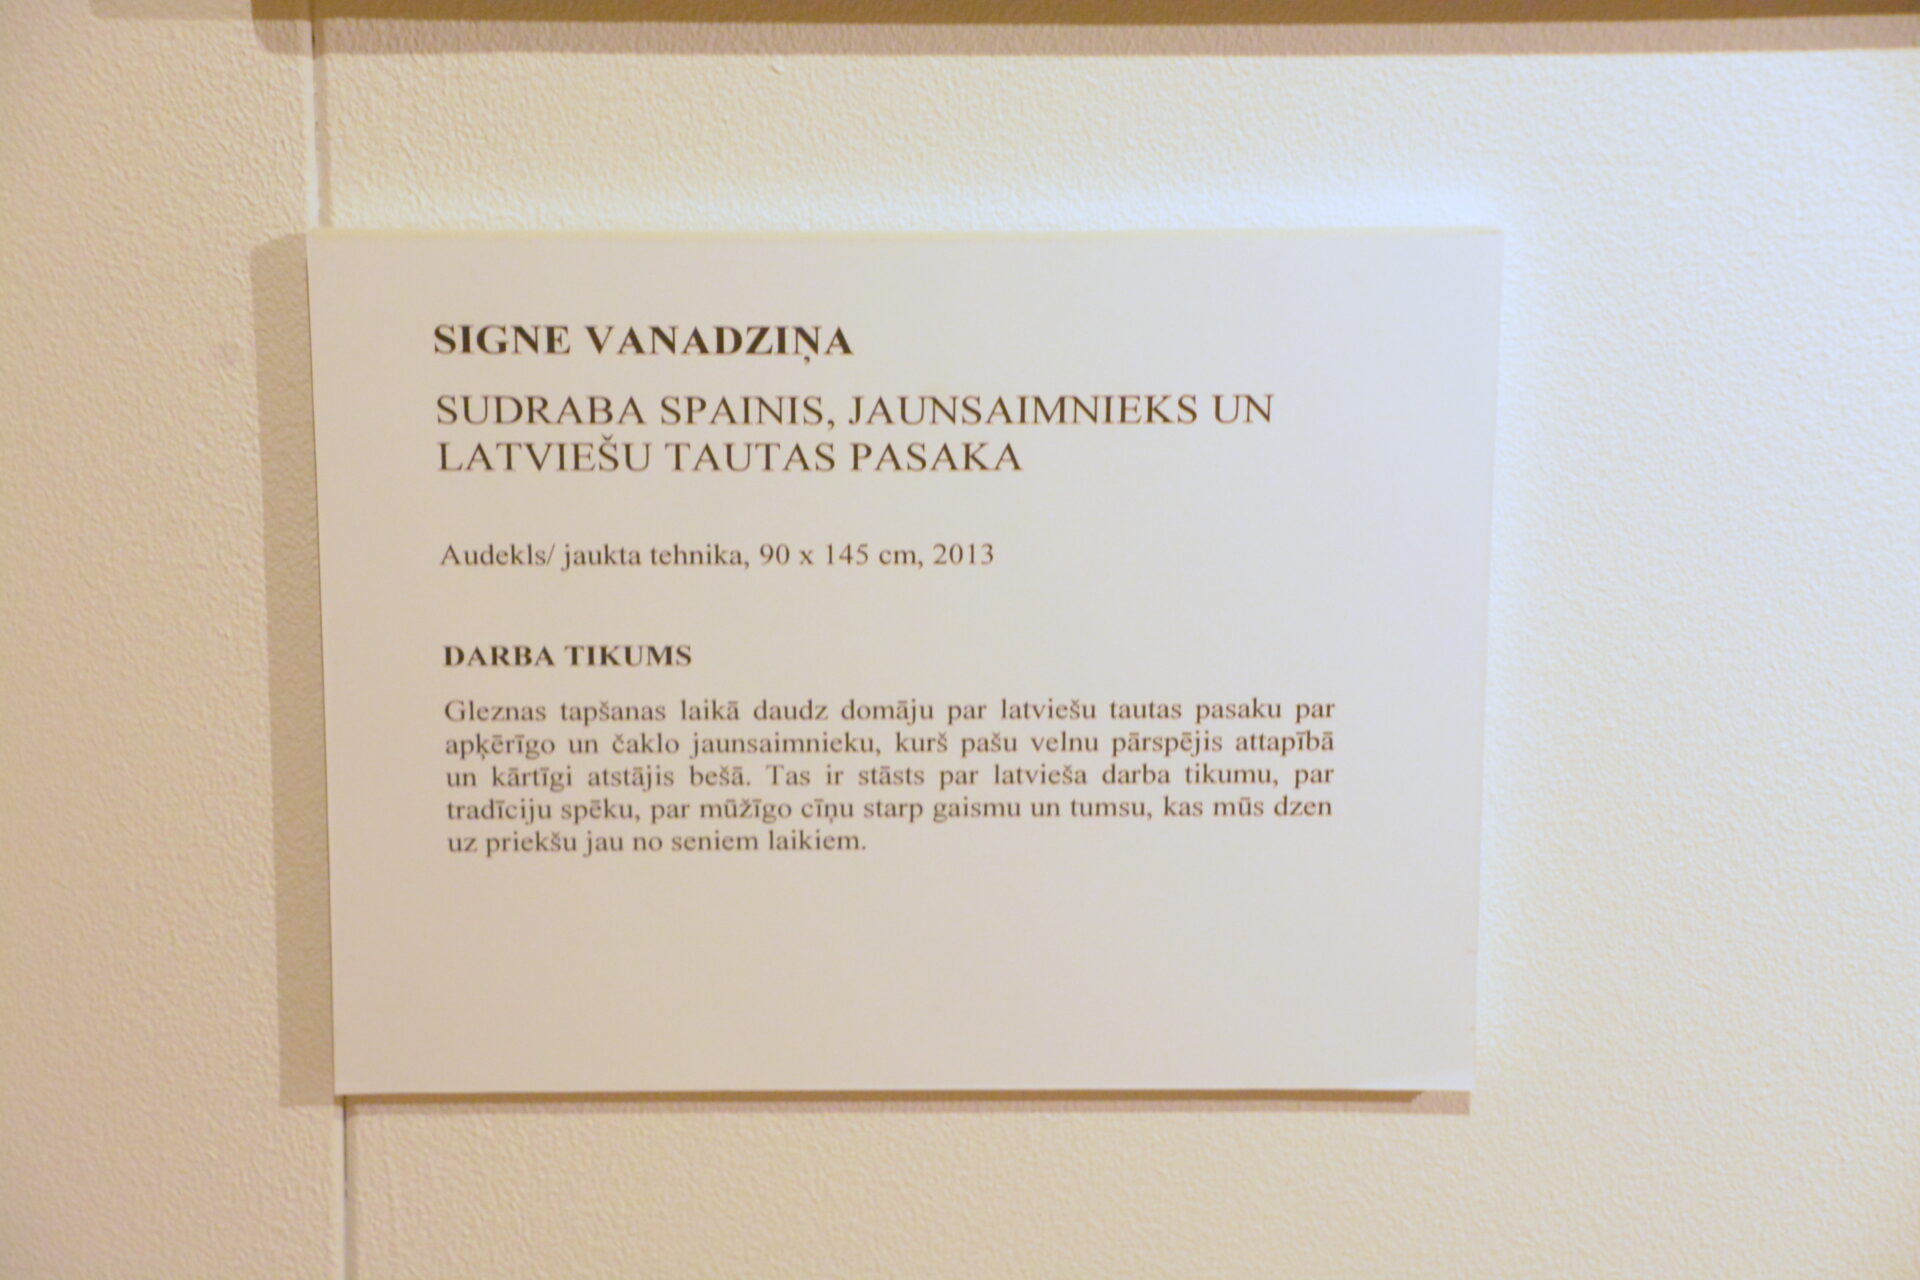 SIGNE VANADZIŅA
SUDRABA SPAINIS, JAUNSAIMNIEKS UN
LATVIEŠU TAUTAS PASAKA
Audekls/ jaukta tehnika, 90 x 145 cm, 2013
DARBA TIKUMS
Gleznas tapšanas laikā daudz domāju par latviešu tautas pasaku par
apķērīgo un čaklo jaunsaimnieku, kurš pašu velnu pārspējis attapībā
un kārtīgi atstājis bešā. Tas ir stāsts par latvieša darba tikumu, par
tradīciju spēku, par mūžīgo cīņu starp gaismu un tumsu, kas mūs dzen
uz priekšu jau no seniem laikiem.